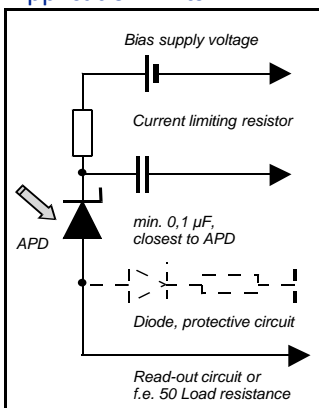 Bias supply voltage
Current limiting resistor
min. 0,1 µF,
closest to APD
APD
Diode, protective circuit
Read-out circuit or
f.e. 50 Load resistance